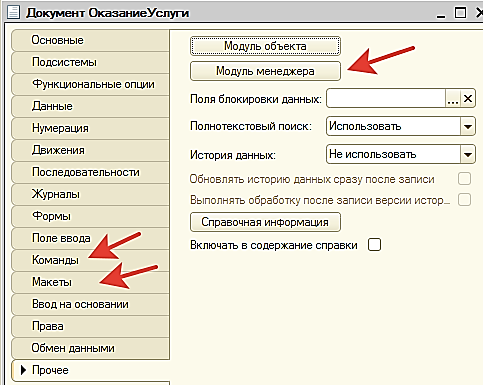 Документ ОказаниеУслуги
Основные
Подсистемы
Функциональные опции
Данные
Нумерация
Движения
Последовательности
Журналы
Формы
Поле ввода
Команды
Макеты
Ввод на основании
Права
Обмен данными
Прочее
Модуль объекта
Модуль менеджера
Поля блокировки данных:
Полнотекстовый поиск: Использовать
История данных: Не использовать
Обновлять историю данных сразу после записи
Выполнять обработку после записи версии истор...
Справочная информация
Включать в содержание справки